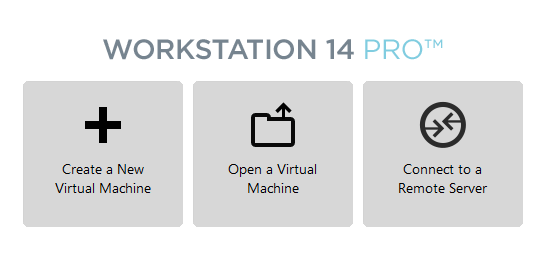 WORKSTATION 14 PRO™
Create a New
Virtual Machine
Open a Virtual
Machine
Connect to a
Remote Server